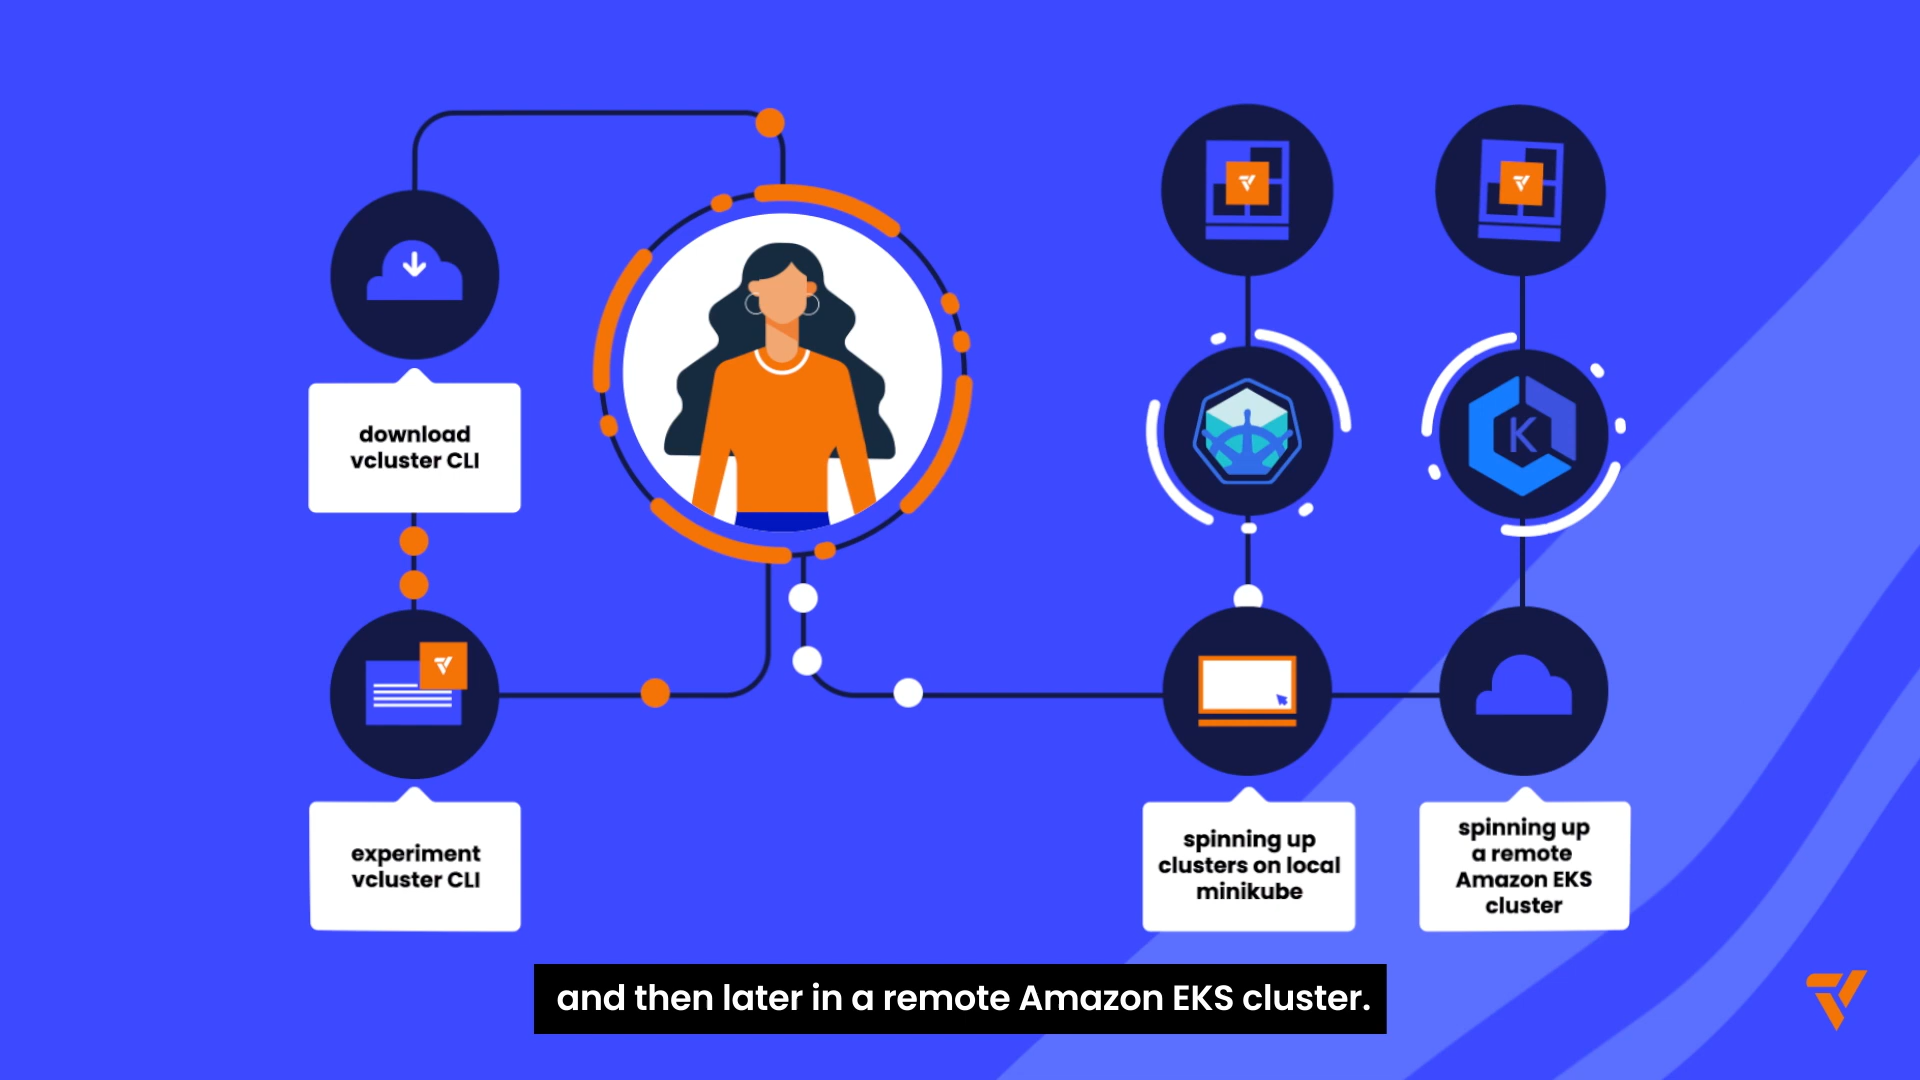 download
vcluster CLI
experiment
vcluster CLI
K
spinning up
clusters on local
minikube
spinning up
a remote
Amazon EKS
cluster
and then later in a remote Amazon EKS cluster.